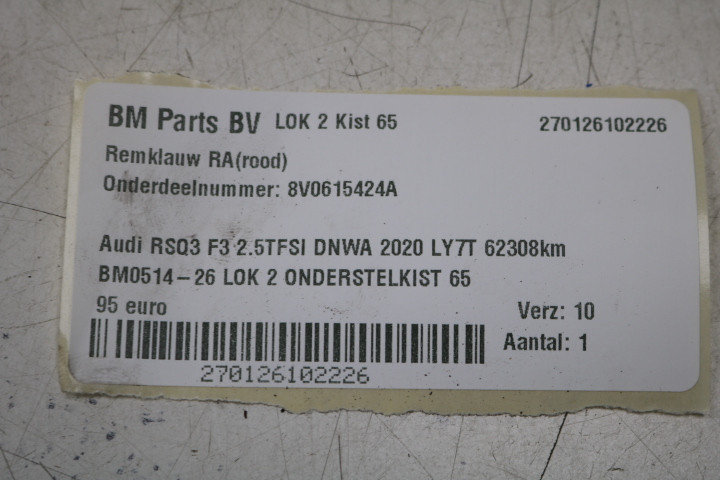 BM Parts BV LOK 2 Kist 65 270126102226
Remklauw RA(rood)
Onderdeelnummer: 8V0615424A
Audi RSQ3 F3 2.5TFSI DNWA 2020 LY7T 62308km
BM0514-26 LOK 2 ONDERSTELKIST 65
95 euro Verz: 10
Aantal: 1
270126102226